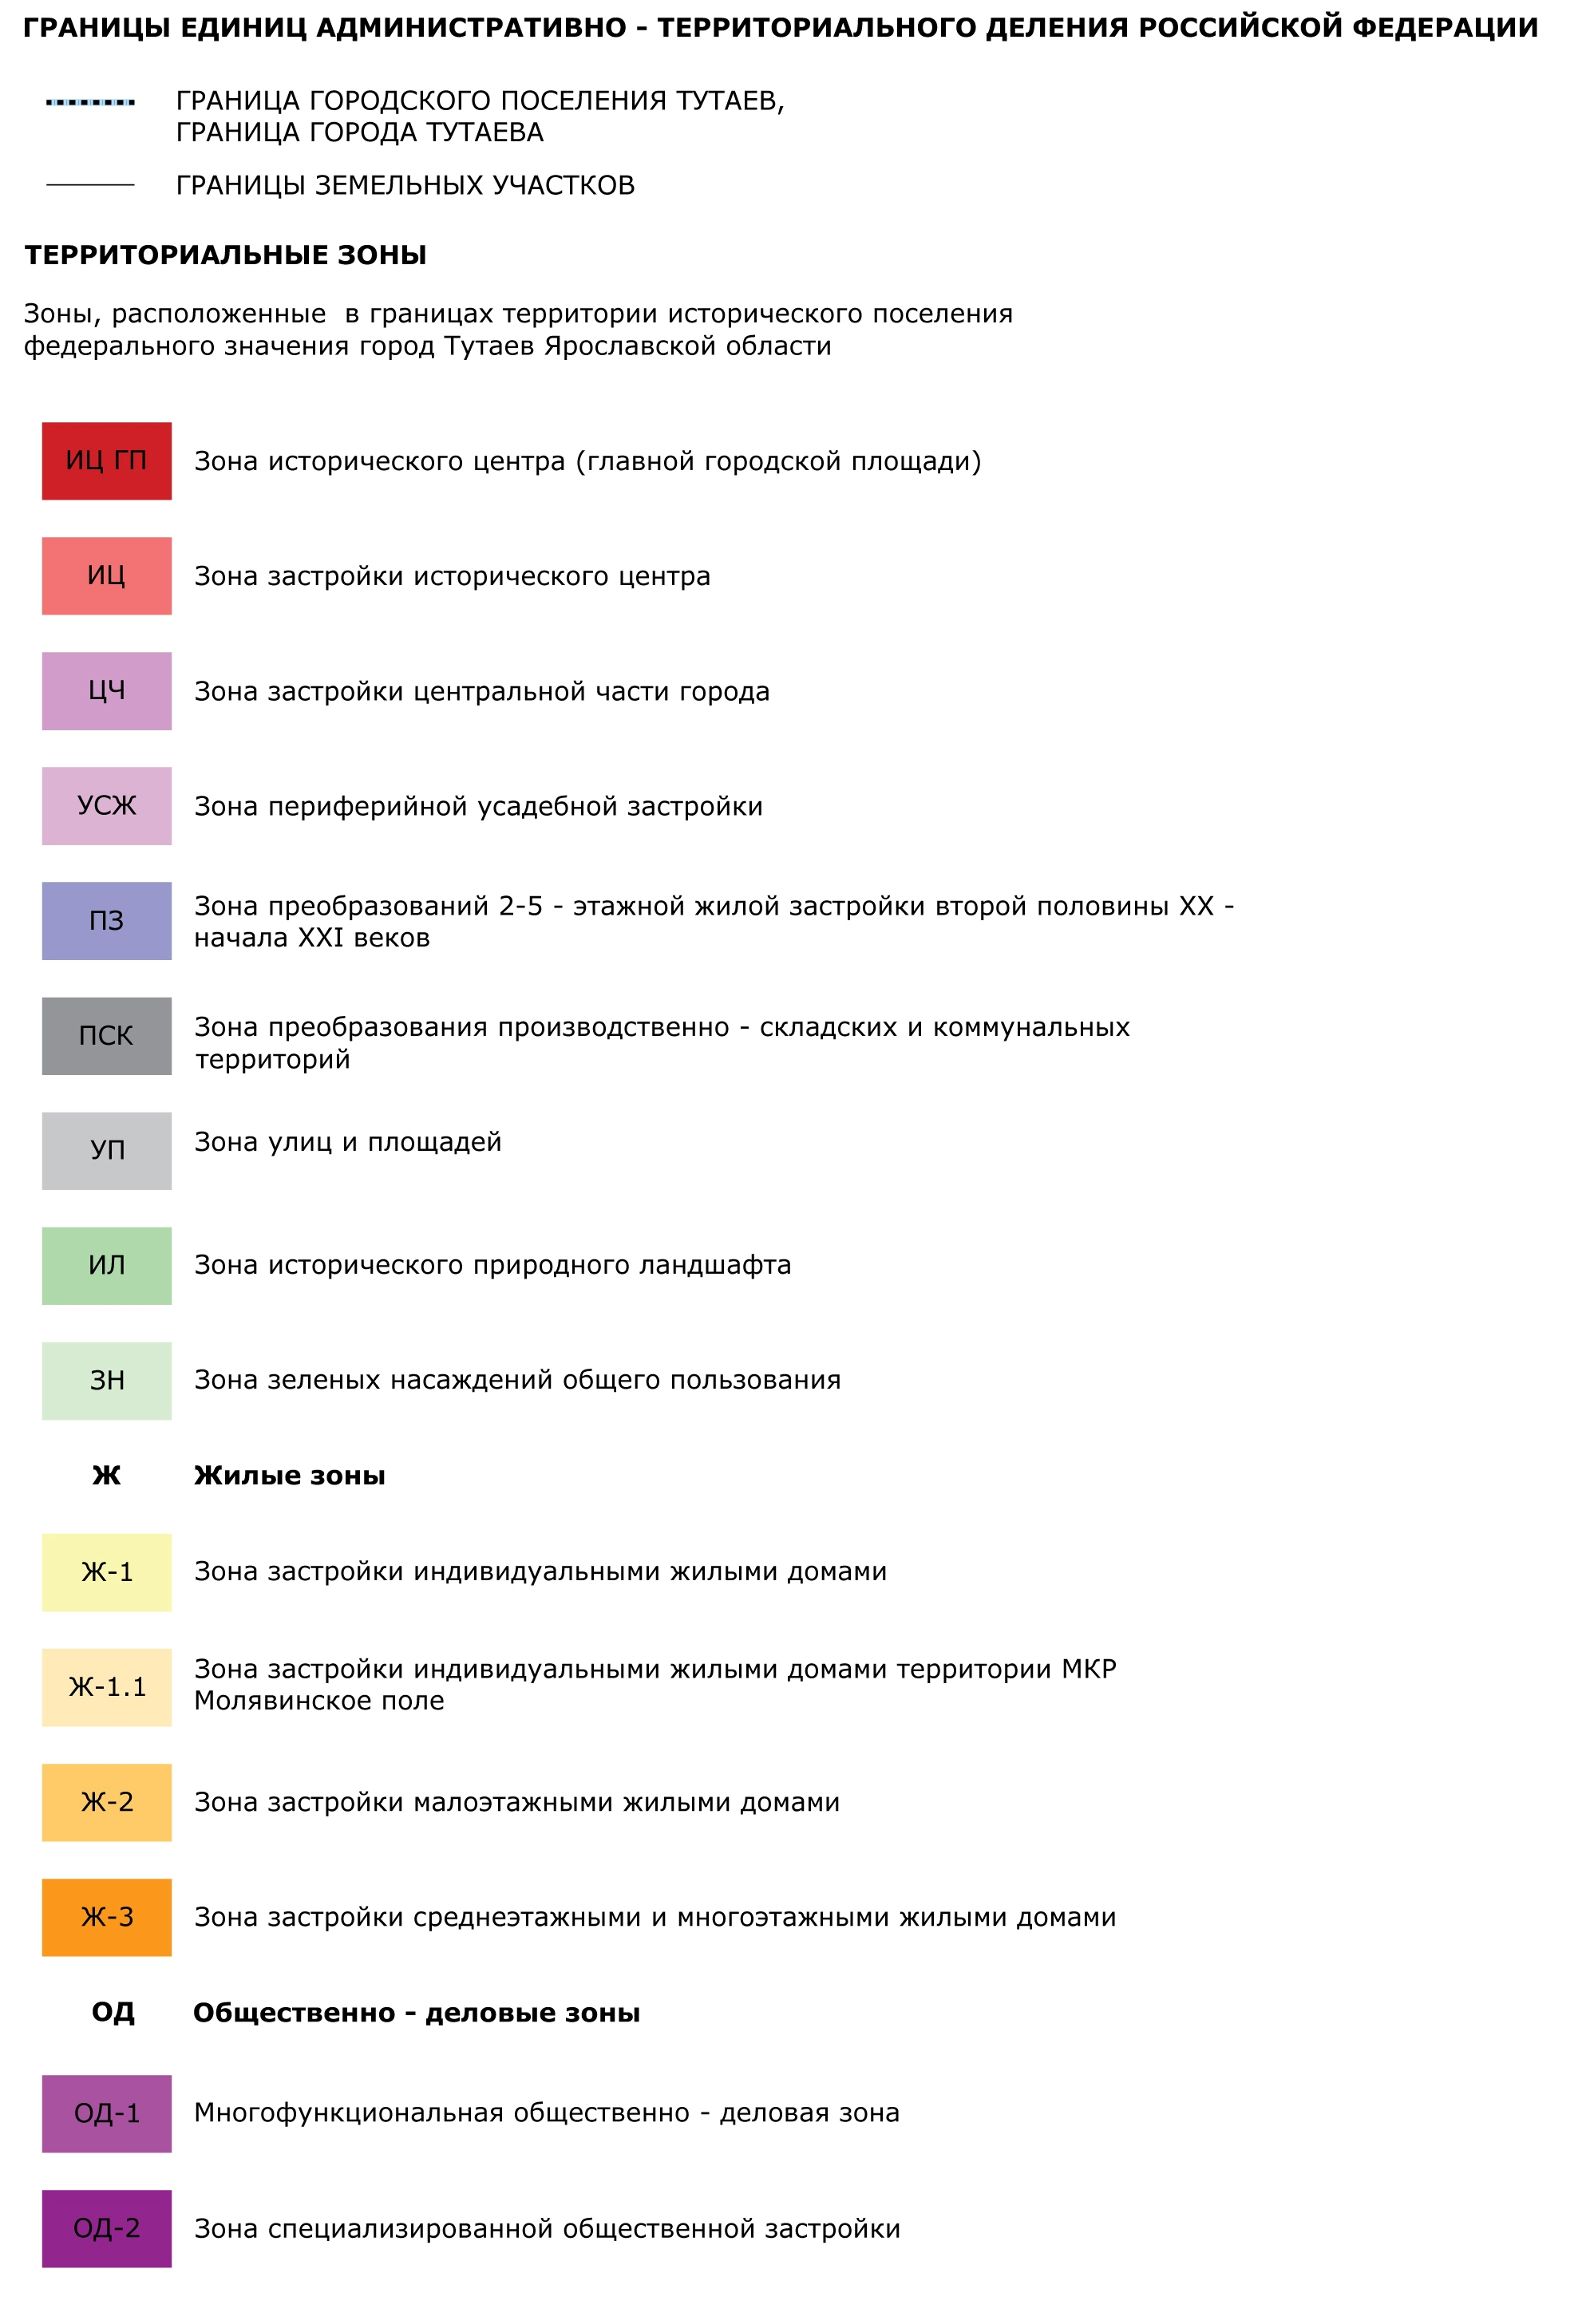 ГРАНИЦЫ ЕДИНИЦ АДМИНИСТРАТИВНО – ТЕРРИТОРИАЛЬНОГО ДЕЛЕНИЯ РОССИЙСКОЙ ФЕДЕРАЦИИ
ГРАНИЦА ГОРОДСКОГО ПОСЕЛЕНИЯ ТУТАЕВ,
ГРАНИЦА ГОРОДА ТУТАЕВА
ГРАНИЦЫ ЗЕМЕЛЬНЫХ УЧАСТКОВ
ТЕРРИТОРИАЛЬНЫЕ ЗОНЫ
Зоны, расположенные в границах территории исторического поселения
федерального значения город Тутаев Ярославской области
ИЦ ГП Зона исторического центра (главной городской площади)
ИЦ Зона застройки исторического центра
ЦЧ Зона застройки центральной части города
УСЖ Зона периферийной усадебной застройки
ПЗ Зона преобразований 2-5 - этажной жилой застройки второй половины XX -
начала XXI веков
ПСК Зона преобразования производственно - складских и коммунальных
территорий
УП Зона улиц и площадей
ИЛ Зона исторического природного ландшафта
ЗН Зона зеленых насаждений общего пользования
Ж Жилые зоны
Ж-1 Зона застройки индивидуальными жилыми домами
Ж-1.1 Зона застройки индивидуальными жилыми домами территории МКР
Молявинское поле
Ж-2 Зона застройки малоэтажными жилыми домами
Ж-3 Зона застройки среднеэтажными и многоэтажными жилыми домами
ОД Общественно – деловые зоны
ОД-1 Многофункциональная общественно - деловая зона
ОД-2 Зона специализированной общественной застройки